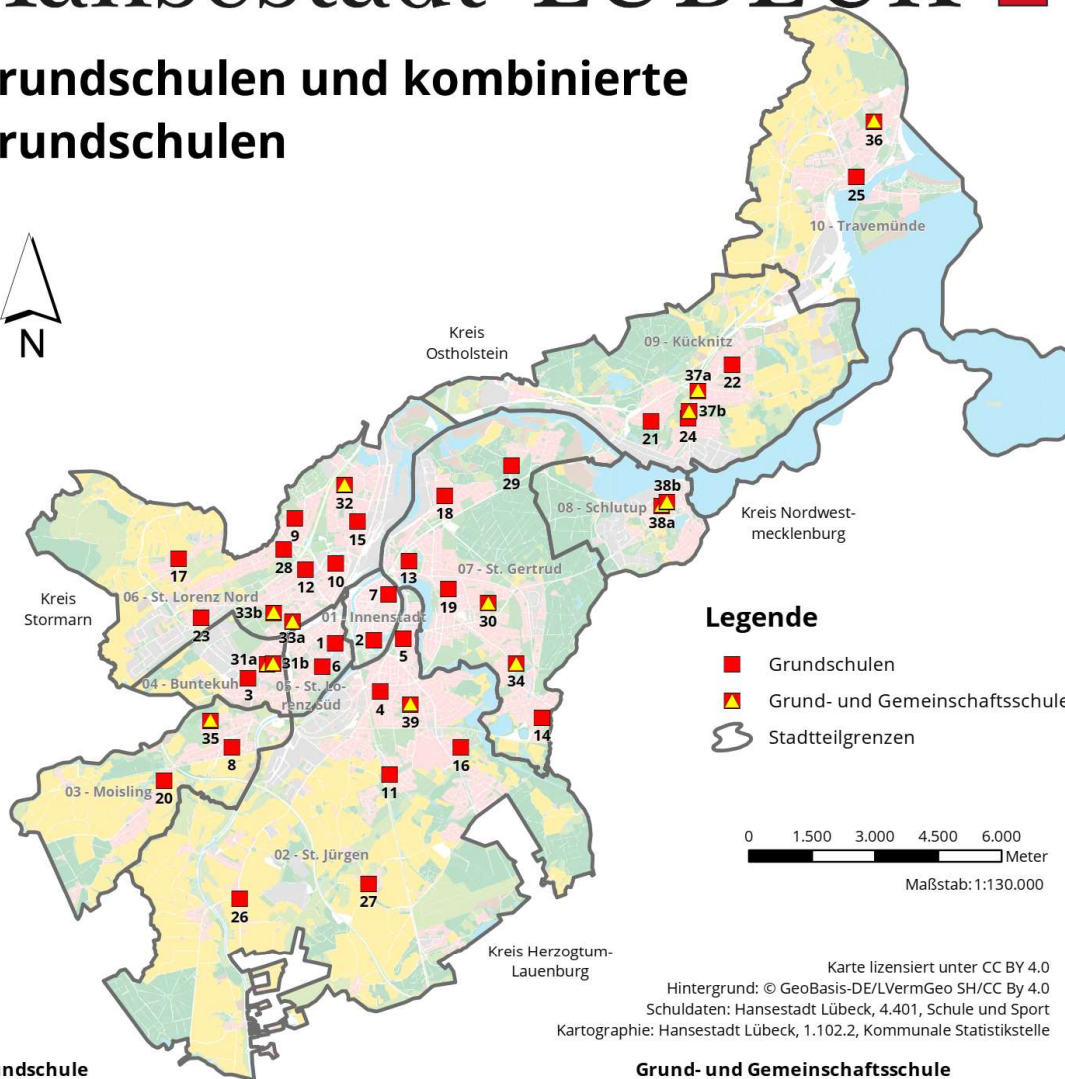 Hansestadt LÜBECK
rundschulen und kombinierte
rundschulen
N
36
25
10 - Travemünde
Kreis
Ostholstein
09 - Kücknitz
37a
22
37b
21
24
29
32
18
38b
08 - Schlutup
38a
Kreis Nordwest-
mecklenburg
9
15
28
12
10
13
07 - St. Gertrud
17
7
19
30
Kreis
Stormarn
06 - St. Lorenz Nord
33b
33a
01 - Innenstadt
23
1
2
5
31a
31b
6
34
3
04 - Buntekuh
05 - St. Lo-
renz Süd
4
39
14
35
8
16
11
03 - Moisling
20
02 - St. Jürgen
26
27
Kreis Herzogtum-
Lauenburg
Legende
Grundschulen
Grund- und Gemeinschaftsschule
Stadtteilgrenzen
0 1.500 3.000 4.500 6.000
Meter
Maßstab: 1:130.000
Karte lizensiert unter CC BY 4.0
Hintergrund: © GeoBasis-DE/LVermGeo SH/CC By 4.0
Schuldaten: Hansestadt Lübeck, 4.401, Schule und Sport
Kartographie: Hansestadt Lübeck, 1.102.2, Kommunale Statistikstelle
ndschule
Grund- und Gemeinschaftsschule